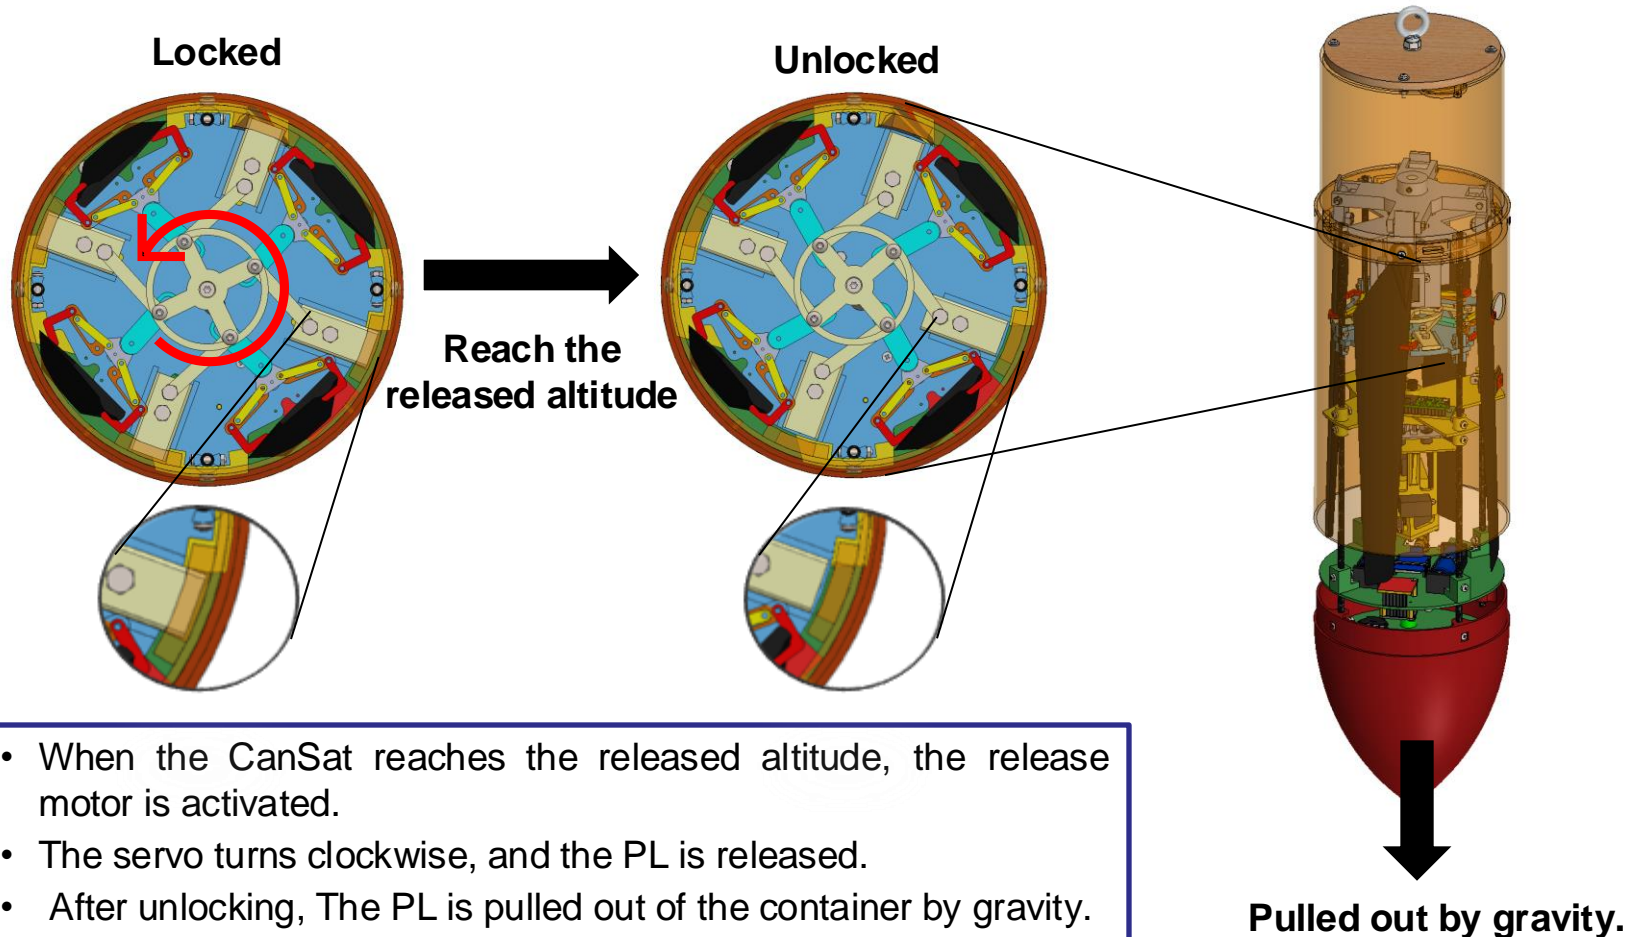 Locked
Unlocked
Reach the
released altitude
• When the CanSat reaches the released altitude, the release
motor is activated.
• The servo turns clockwise, and the PL is released.
• After unlocking, The PL is pulled out of the container by gravity.
Pulled out by gravity.